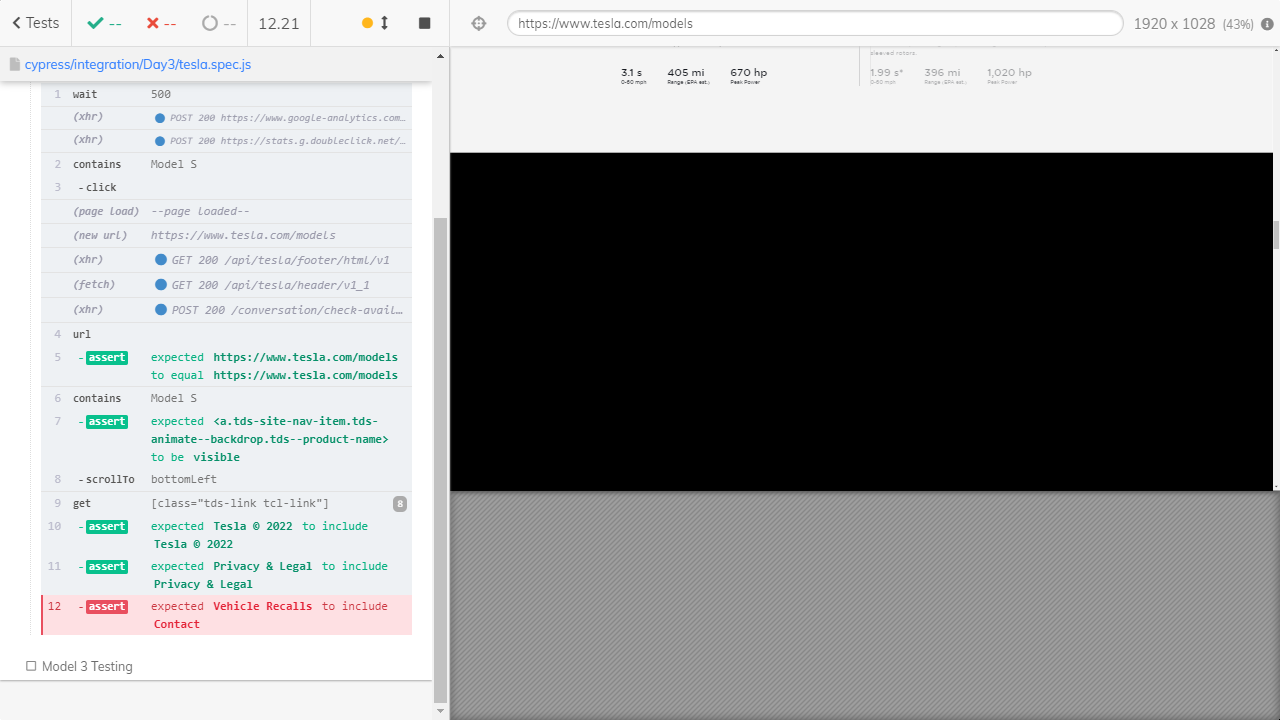 Tests
--
--
--
12.21
https://www.tesla.com/models
1920 x 1028 (43%)
cypress/integration/Day3/tesla.spec.js
1 wait 500
(xhr) POST 200 https://www.google-analytics.com…
(xhr) POST 200 https://stats.g.doubleclick.net/…
2 contains Model S
3 -click
(page load) --page loaded--
(new url) https://www.tesla.com/models
(xhr) GET 200 /api/tesla/footer/html/v1
(fetch) GET 200 /api/tesla/header/v1_1
(xhr) POST 200 /conversation/check-avail…
4 url
5 -assert expected https://www.tesla.com/models
to equal https://www.tesla.com/models
6 contains Model S
7 -assert expected <a.tds-site-nav-item.tds-
animate--backdrop.tds--product-name>
to be visible
8 -scrollTo bottomLeft
9 get [class="tds-link tcl-link"] 8
10 -assert expected Tesla © 2022 to include
Tesla © 2022
11 -assert expected Privacy & Legal to include
Privacy & Legal
12 -assert expected Vehicle Recalls to include
Contact
Model 3 Testing
sleeved rotors.
3.1 s 405 mi 670 hp
0-60 mph Range (EPA est.) Peak Power
1.99 s* 396 mi 1,020 hp
0-60 mph Range (EPA est.) Peak Power